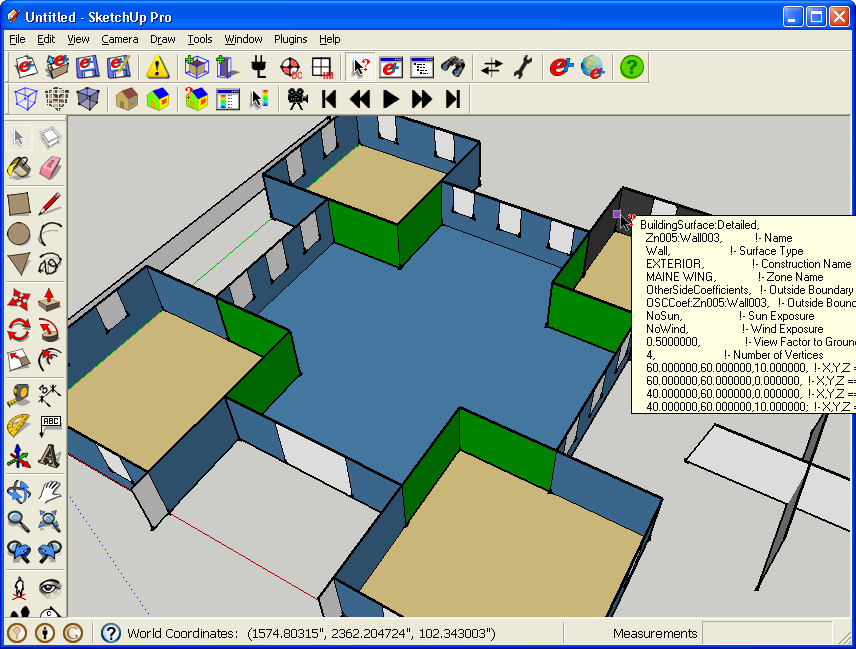 Untitled - SketchUp Pro
File Edit View Camera Draw Tools Window Plugins Help
BuildingSurface:Detailed,
Zn005:Wall003, !- Name
Wall, !- Surface Type
EXTERIOR, !- Construction Name
MAINE WING, !- Zone Name
OtherSideCoefficients, !- Outside Boundary
OSCCoef:Zn005:Wall003, !- Outside Boun
NoSun, !- Sun Exposure
NoWind, !- Wind Exposure
0.5000000, !- View Factor to Groun
4, !- Number of Vertices
60.000000,60.000000,10.000000, !- X,Y,Z =
60.000000,60.000000,0.000000, !- X,Y,Z ==
40.000000,60.000000,0.000000, !- X,Y,Z ==
40.000000,60.000000,10.000000; !- X,Y,Z =
ABC
World Coordinates: (1574.80315", 2362.204724", 102.343003")
Measurements